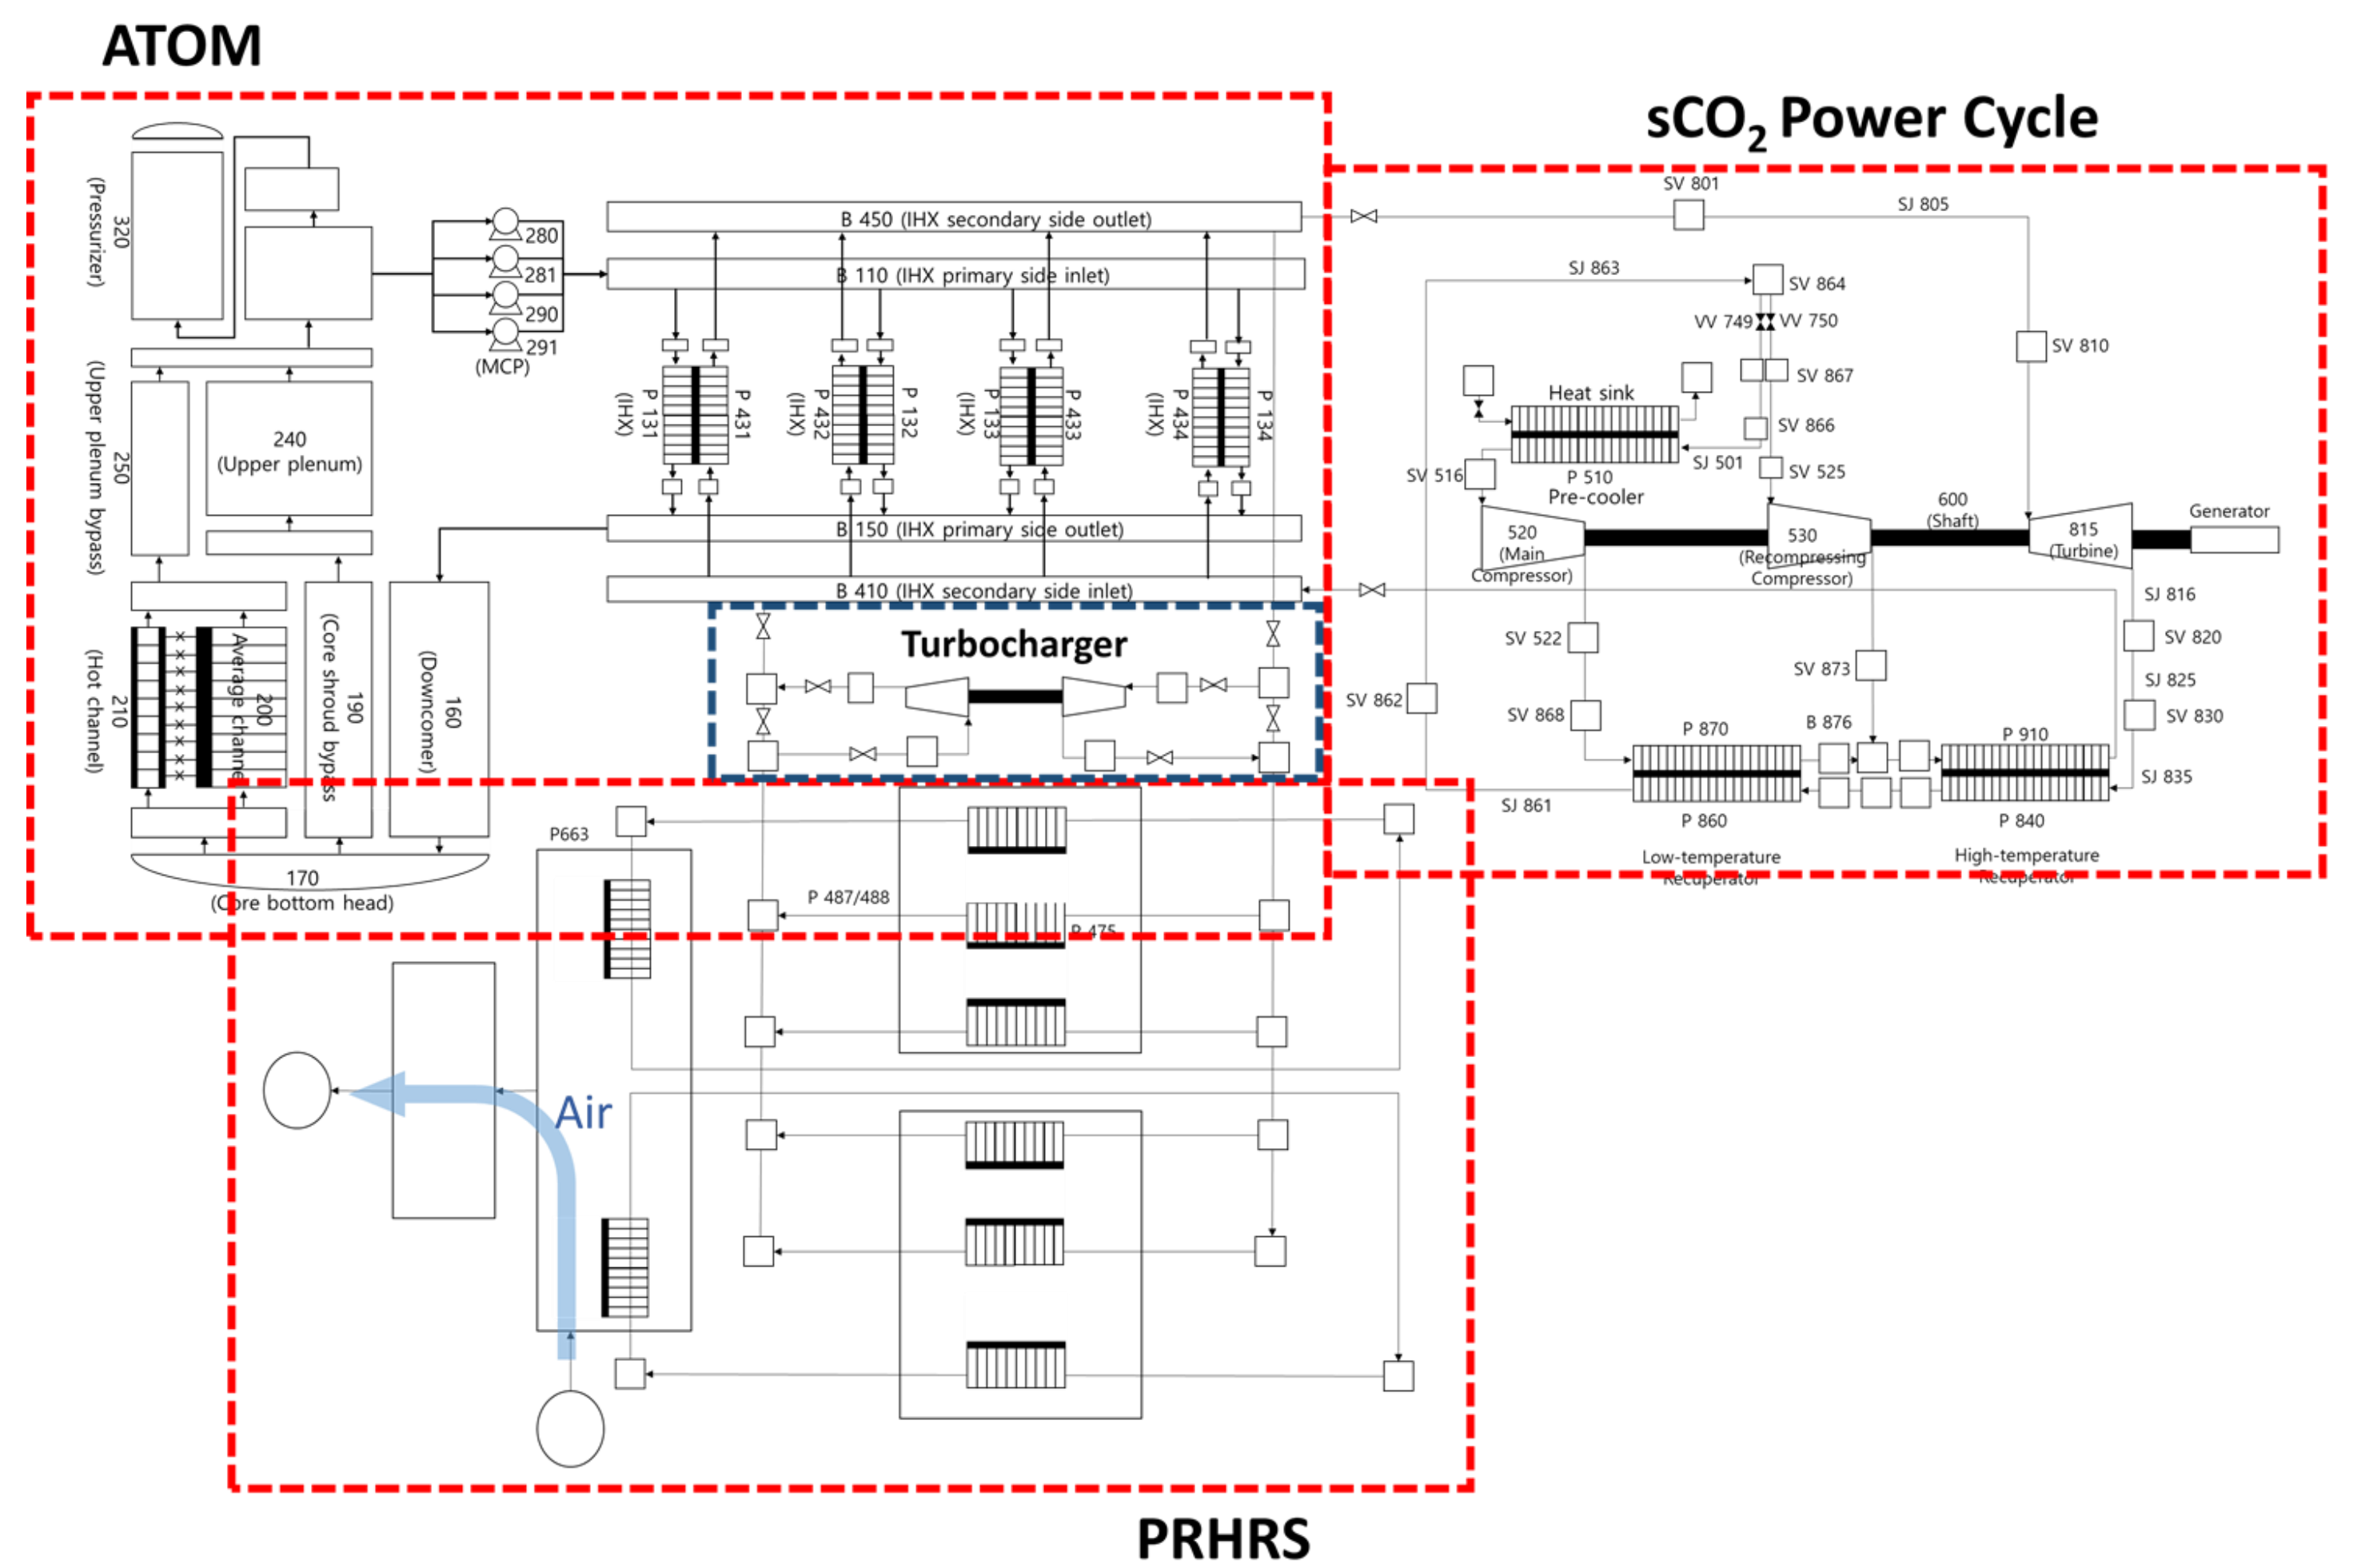 ATOM
sCO₂ Power Cycle
320
(Pressurizer)
280
281
290
291
(MCP)
B 450 (IHX secondary side outlet)
B 110 (IHX primary side inlet)
P 131
(IHX)
P 431
P 432
(IHX)
P 132
P 133
(IHX)
P 433
P 434
(IHX)
P 134
B 150 (IHX primary side outlet)
B 410 (IHX secondary side inlet)
250
(Upper plenum bypass)
240
(Upper plenum)
210
(Hot channel)
200
Average channel
190
(Core shroud bypass
160
(Downcomer)
170
(Core bottom head)
Turbocharger
SV 801
SJ 805
SJ 863
SV 864
VV 749
VV 750
SV 810
SV 867
Heat sink
SV 866
SJ 501
SV 516
P 510
Pre-cooler
SV 525
520
(Main
Compressor)
530
(Recompressing
Compressor)
600
(Shaft)
815
(Turbine)
Generator
SJ 816
SV 522
SV 820
SV 873
SJ 825
SV 862
SV 868
SV 830
P 870
B 876
P 910
SJ 835
SJ 861
P 860
P 840
Low-temperature
Recuperator
High-temperature
Recuperator
P663
P 487/488
P 475
Air
PRHRS